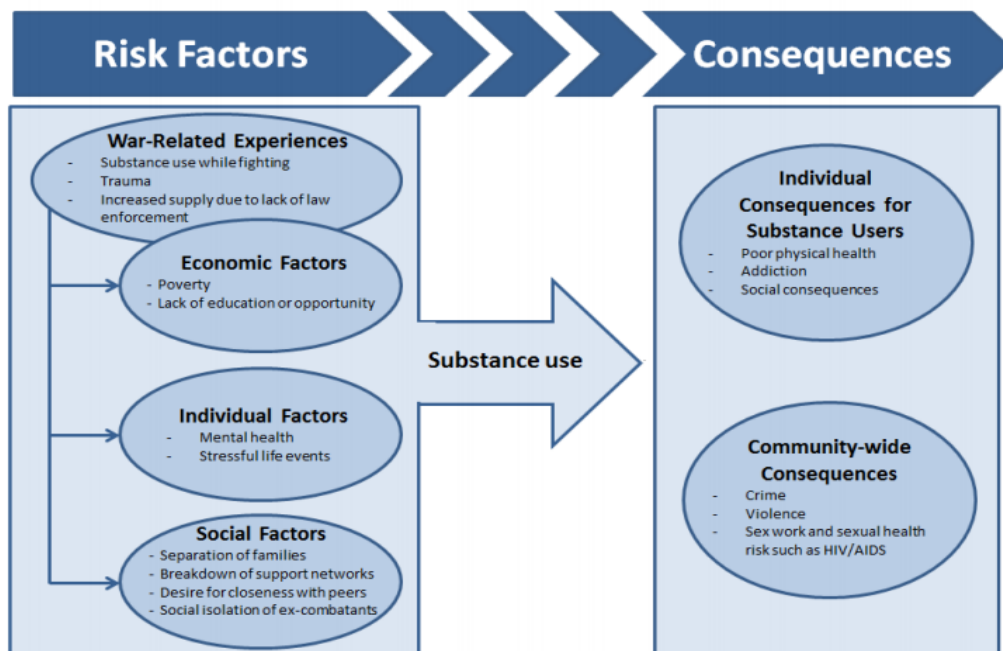 Risk Factors
Consequences
War-Related Experiences
- Substance use while fighting
- Trauma
- Increased supply due to lack of law
enforcement
Economic Factors
- Poverty
- Lack of education or opportunity
Individual Factors
- Mental health
- Stressful life events
Social Factors
- Separation of families
- Breakdown of support networks
- Desire for closeness with peers
- Social isolation of ex-combatants
Substance use
Individual
Consequences for
Substance Users
- Poor physical health
- Addiction
- Social consequences
Community-wide
Consequences
- Crime
- Violence
- Sex work and sexual health
risk such as HIV/AIDS